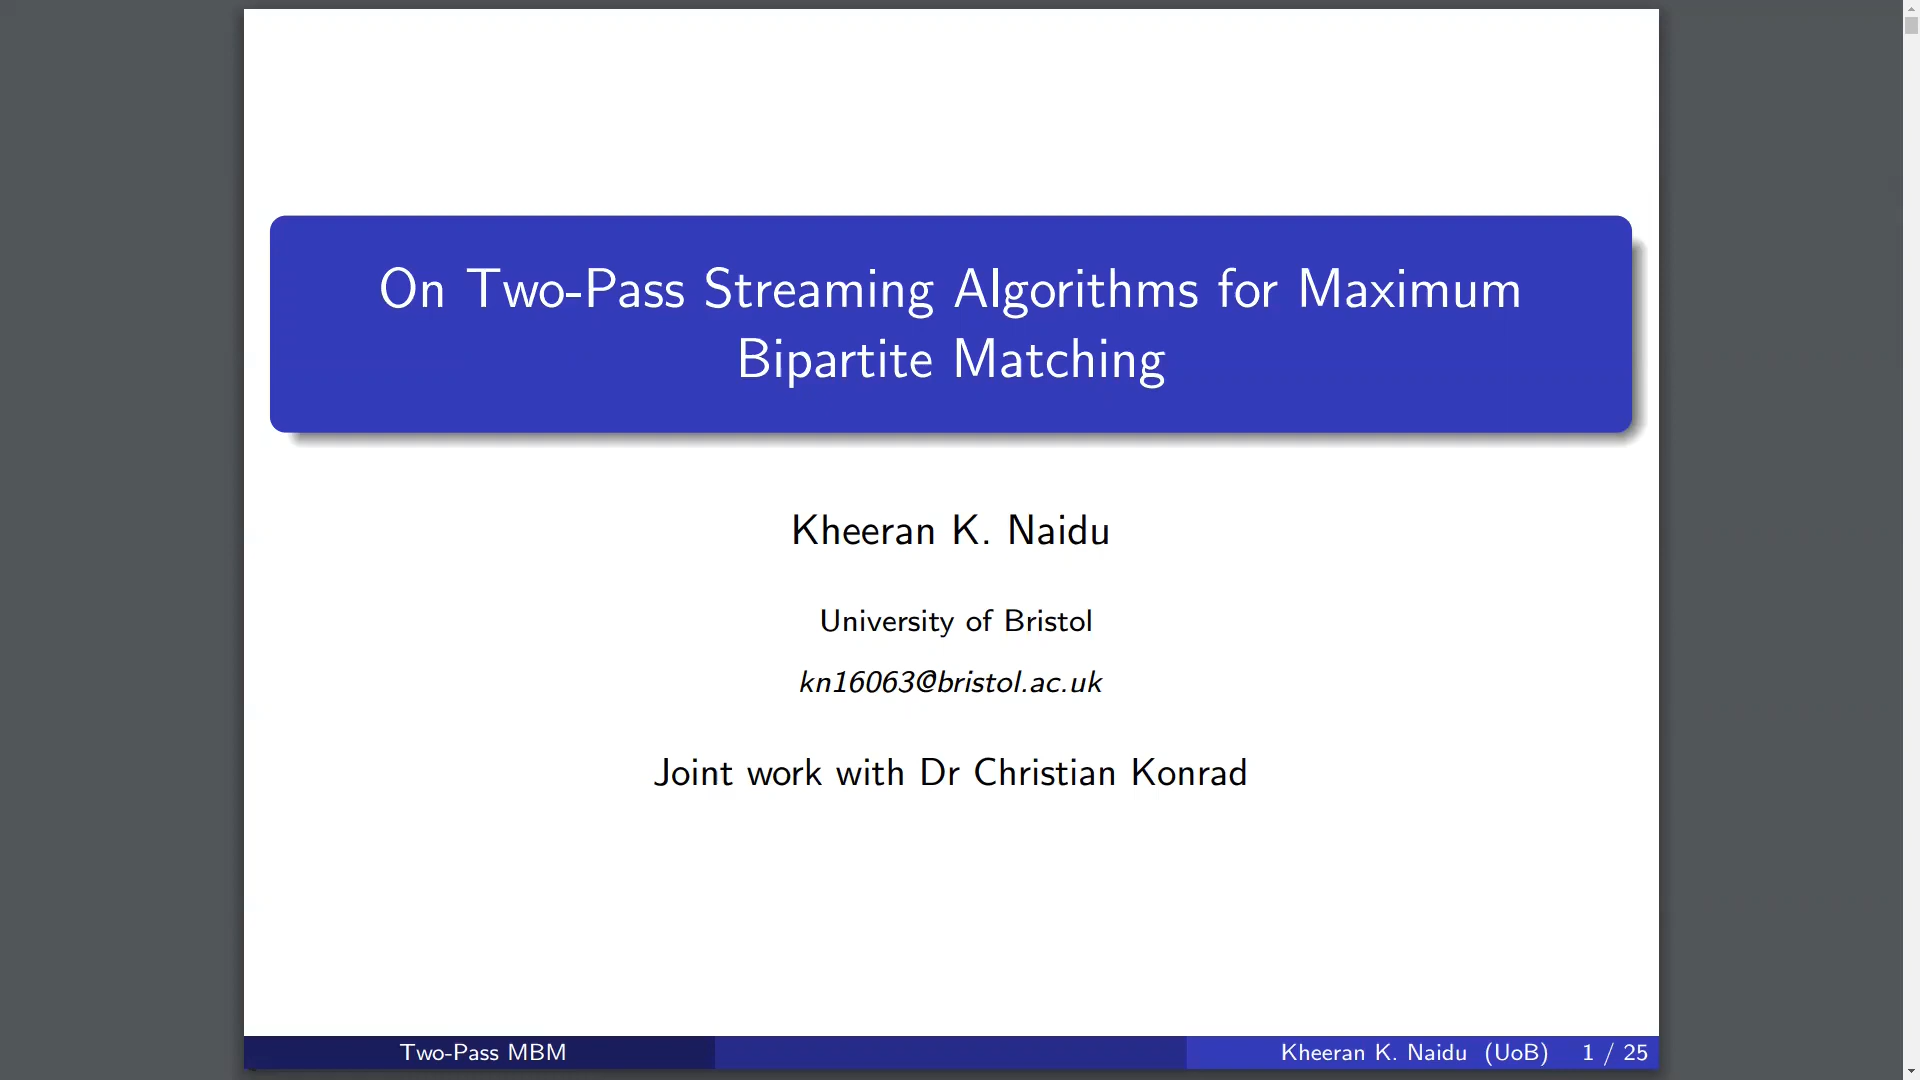 On Two-Pass Streaming Algorithms for Maximum
Bipartite Matching
Kheeran K. Naidu
University of Bristol
kn16063@bristol.ac.uk
Joint work with Dr Christian Konrad
Two-Pass MBM
Kheeran K. Naidu (UoB) 1 / 25